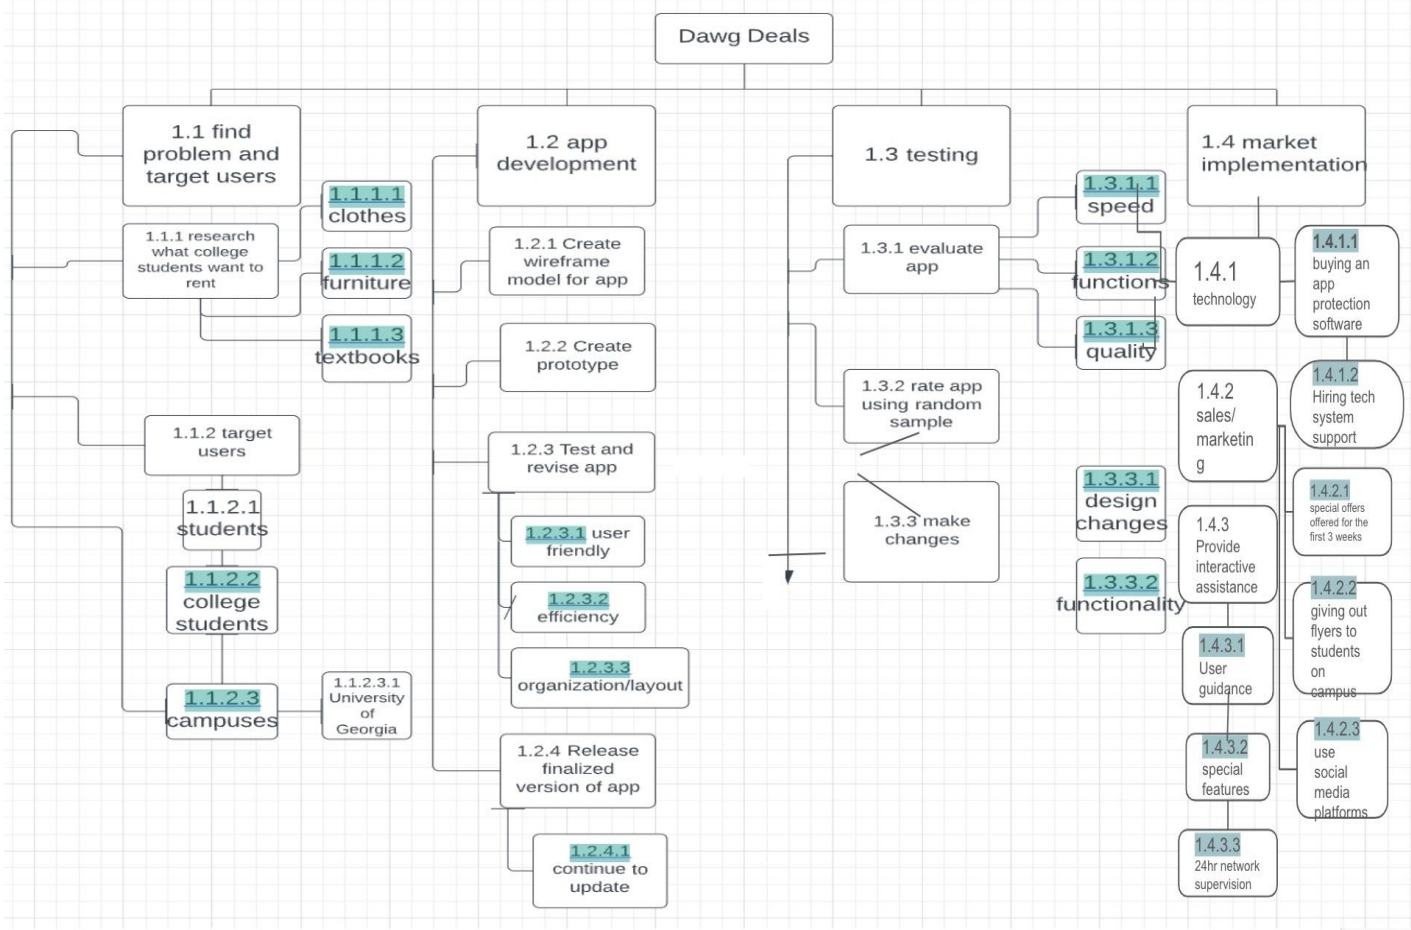 Dawg Deals
1.1 find
problem and
target users
1.1.1 research
what college
students want to
rent
1.1.1.1
clothes
1.1.1.2
furniture
1.1.1.3
textbooks
1.1.2 target
users
1.1.2.1
students
1.1.2.2
college
students
1.1.2.3
campuses
1.1.2.3.1
University
of
Georgia
1.2 app
development
1.2.1 Create
wireframe
model for app
1.2.2 Create
prototype
1.2.3 Test and
revise app
1.2.3.1 user
friendly
1.2.3.2
efficiency
1.2.3.3
organization/layout
1.2.4 Release
finalized
version of app
1.2.4.1
continue to
update
1.3 testing
1.3.1 evaluate
app
1.3.1.1
speed
1.3.1.2
functions
1.3.1.3
quality
1.3.2 rate app
using random
sample
1.3.3 make
changes
1.3.3.1
design
changes
1.3.3.2
functionality
1.4 market
implementation
1.4.1
technology
1.4.1.1
buying an
app
protection
software
1.4.1.2
Hiring tech
system
support
1.4.2
sales/
marketin
g
1.4.2.1
special offers
offered for the
first 3 weeks
1.4.2.2
giving out
flyers to
students
on
campus
1.4.2.3
use
social
media
platforms
1.4.3
Provide
interactive
assistance
1.4.3.1
User
guidance
1.4.3.2
special
features
1.4.3.3
24hr network
supervision